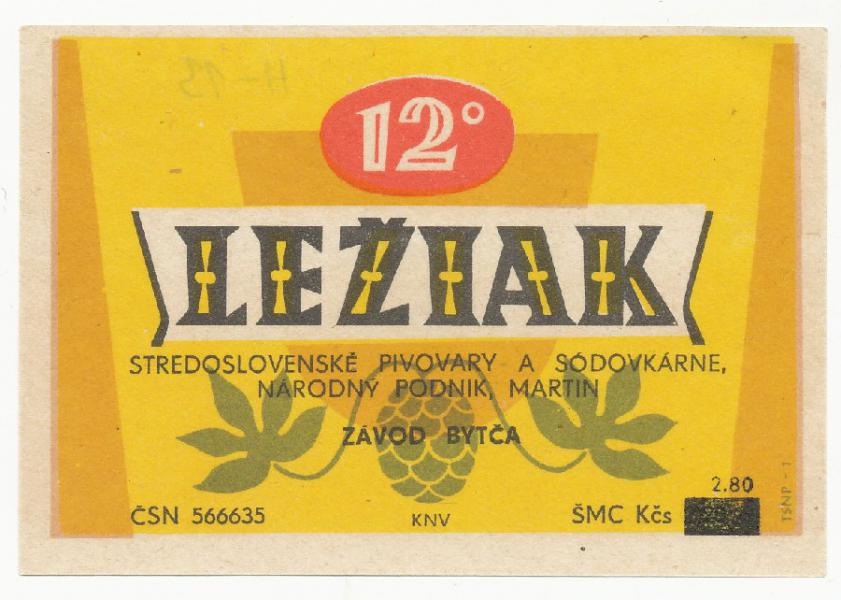 12°
LEŽIAK
STREDOSLOVENSKÉ PIVOVARY A SÓDOVKÁRNE,
NÁRODNÝ PODNIK, MARTIN
ZÁVOD BYTČA
2.80
ČSN 566635
KNV
ŠMC Kčs
TSNP - 1